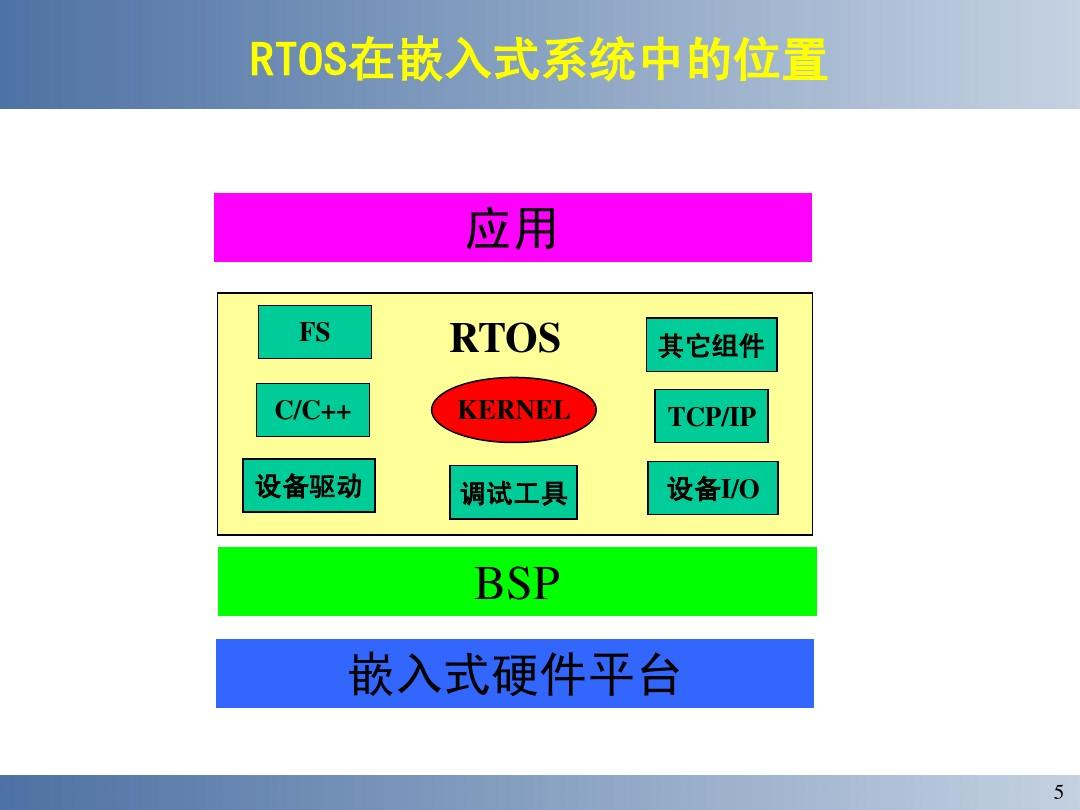 RTOS在嵌入式系统中的位置
应用
FS
RTOS
其它组件
C/C++
KERNEL
TCP/IP
设备驱动
调试工具
设备I/O
BSP
嵌入式硬件平台
5